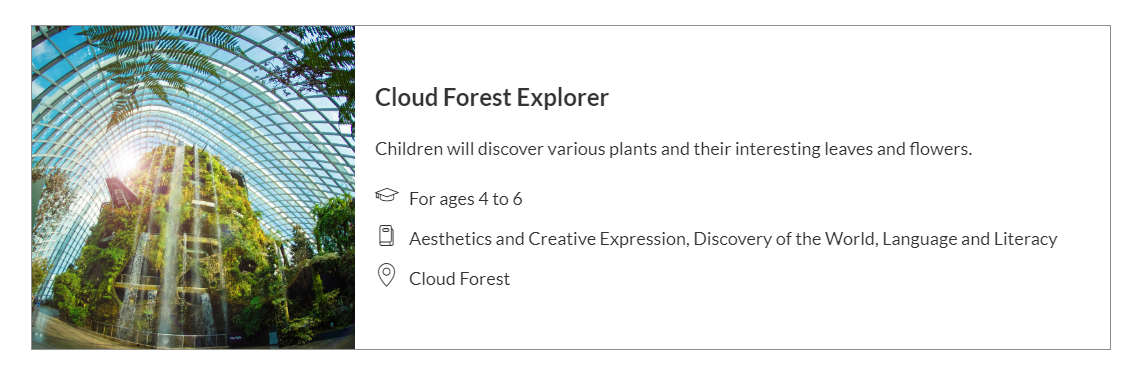 Cloud Forest Explorer
Children will discover various plants and their interesting leaves and flowers.
For ages 4 to 6
Aesthetics and Creative Expression, Discovery of the World, Language and Literacy
Cloud Forest